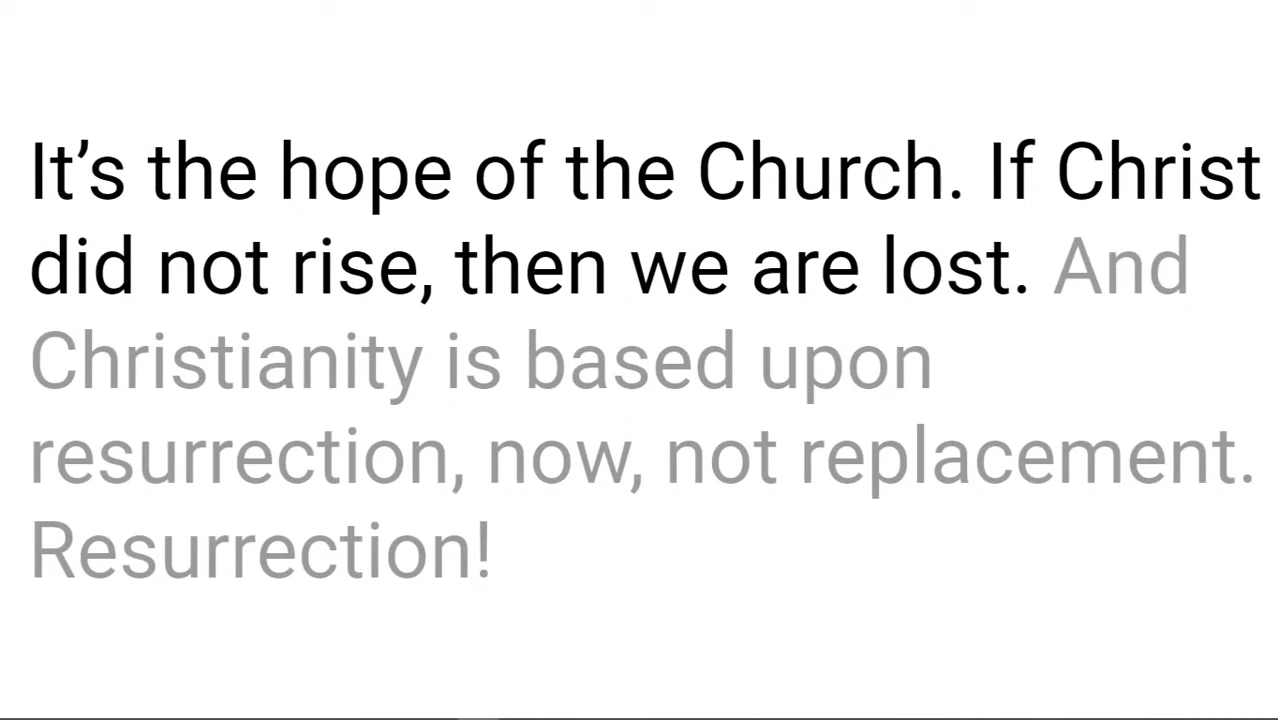 It’s the hope of the Church. If Christ
did not rise, then we are lost. And
Christianity is based upon
resurrection, now, not replacement.
Resurrection!